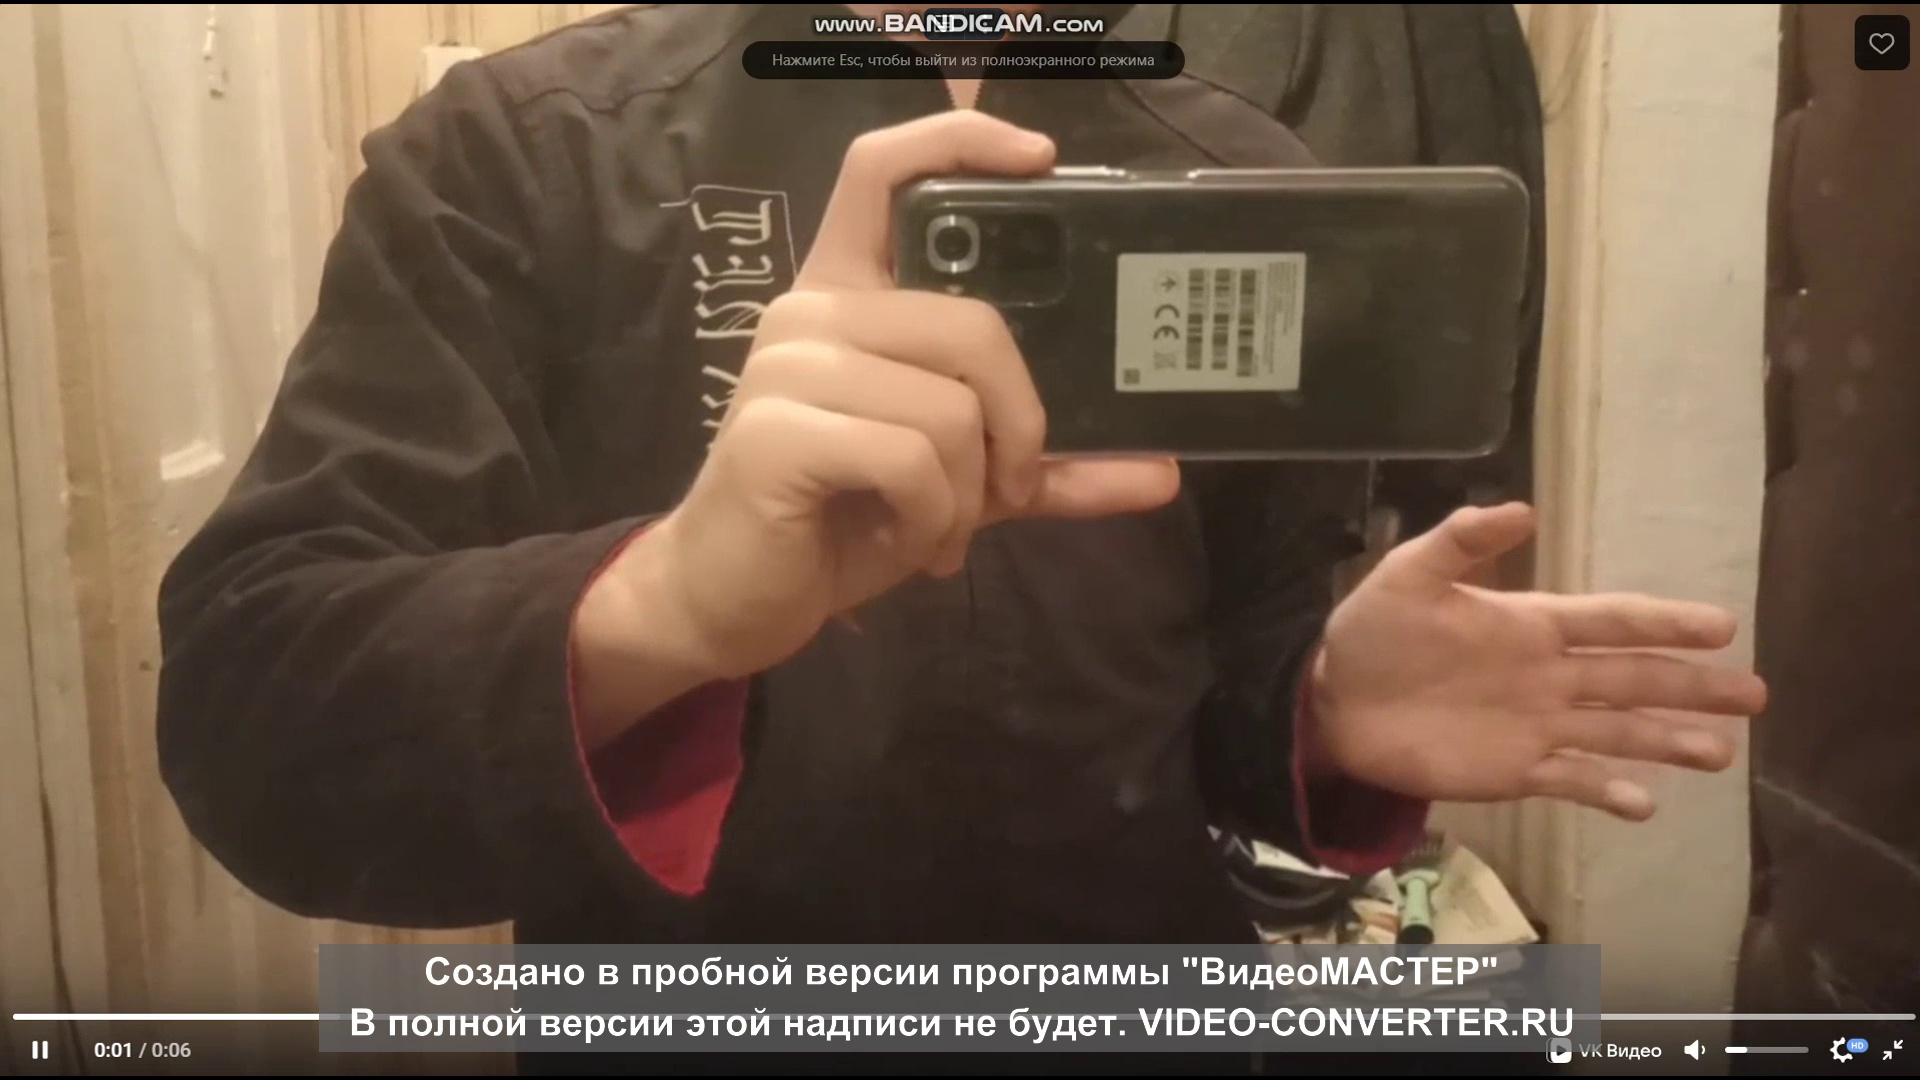 www.BANDICAM.com
Нажмите Esc, чтобы выйти из полноэкранного режима
CE
Создано в пробной версии программы "ВидеоМАСТЕР"
В полной версии этой надписи не будет. VIDEO-CONVERTER.RU
0:01 / 0:06
VK Видео
HD